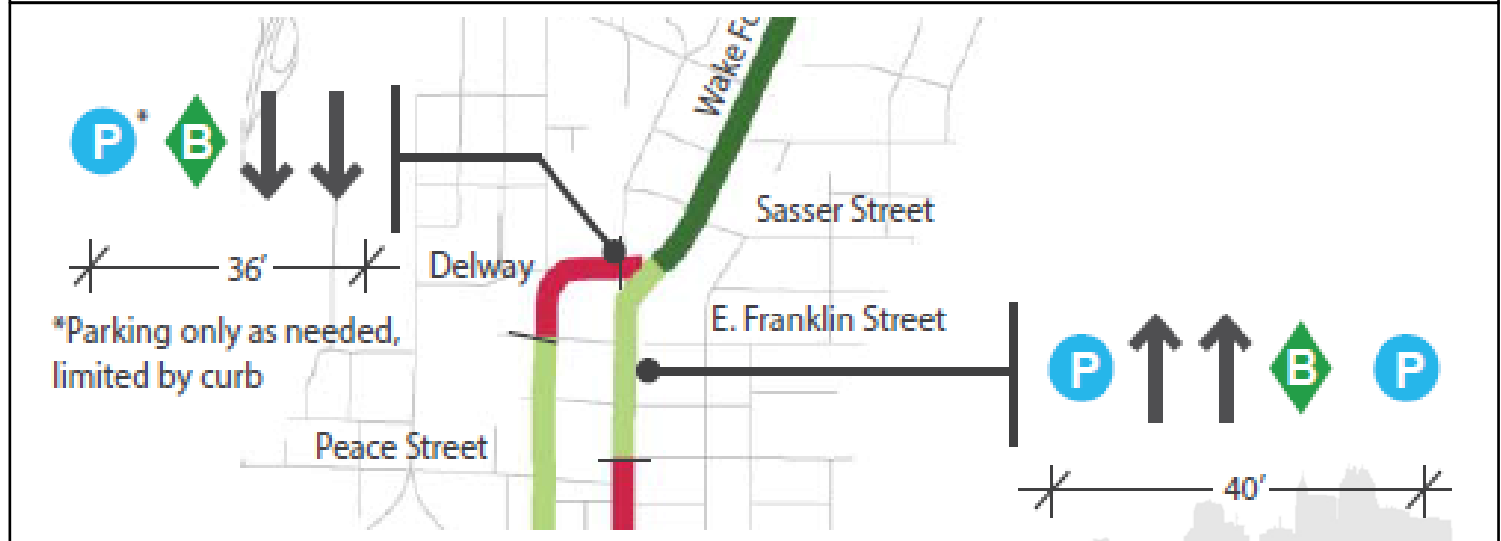 Wake Fo
P* B
Sasser Street
36'
Delway
*Parking only as needed,
limited by curb
E. Franklin Street
P B P
Peace Street
40'